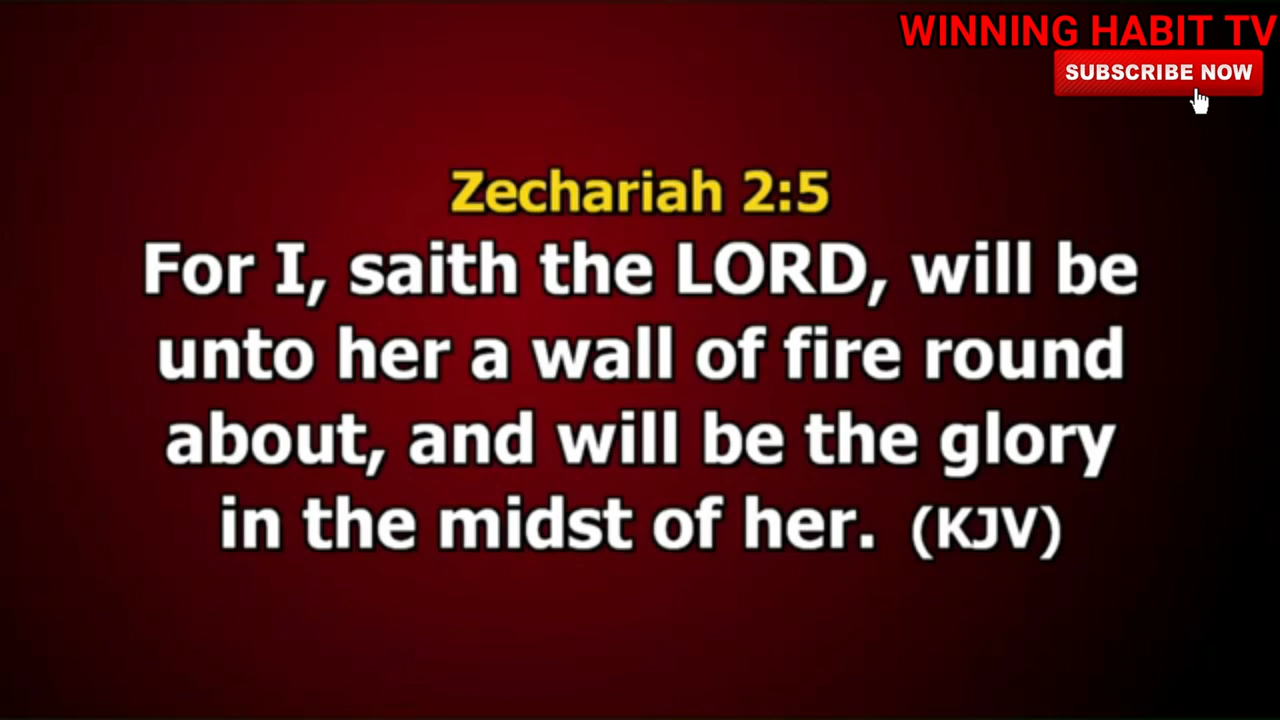 WINNING HABIT TV
SUBSCRIBE NOW
Zechariah 2:5
For I, saith the LORD, will be
unto her a wall of fire round
about, and will be the glory
in the midst of her. (KJV)